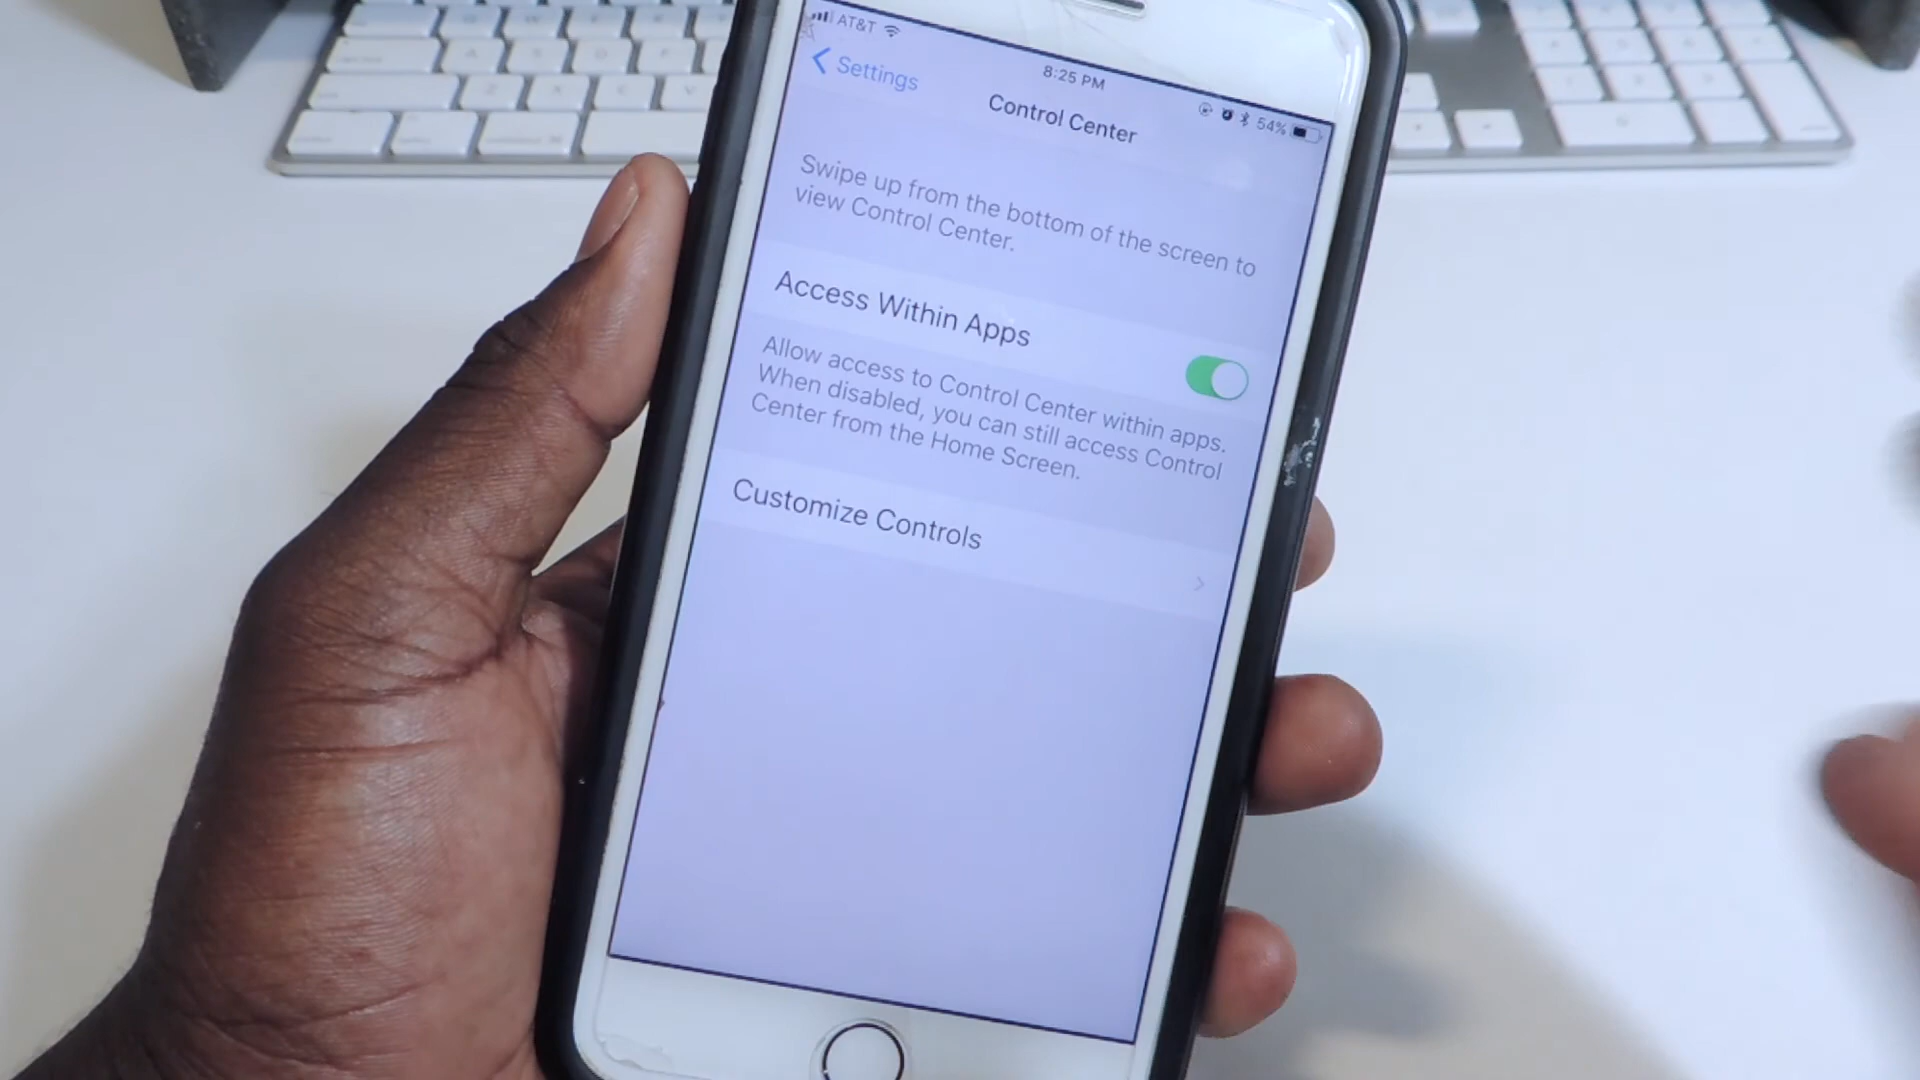 AT&T
8:25 PM
54%
Settings
Control Center
Swipe up from the bottom of the screen to
view Control Center.
Access Within Apps
Allow access to Control Center within apps.
When disabled, you can still access Control
Center from the Home Screen.
Customize Controls